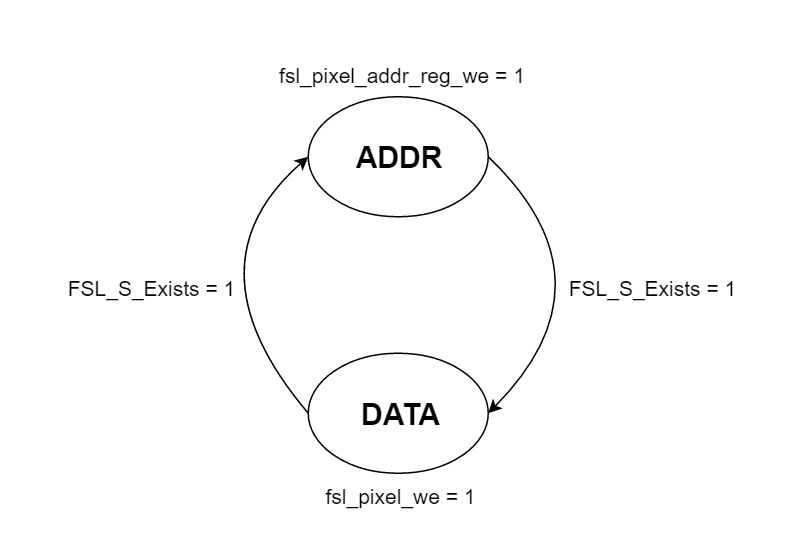 fsl_pixel_addr_reg_we = 1
ADDR
FSL_S_Exists = 1
FSL_S_Exists = 1
DATA
fsl_pixel_we = 1